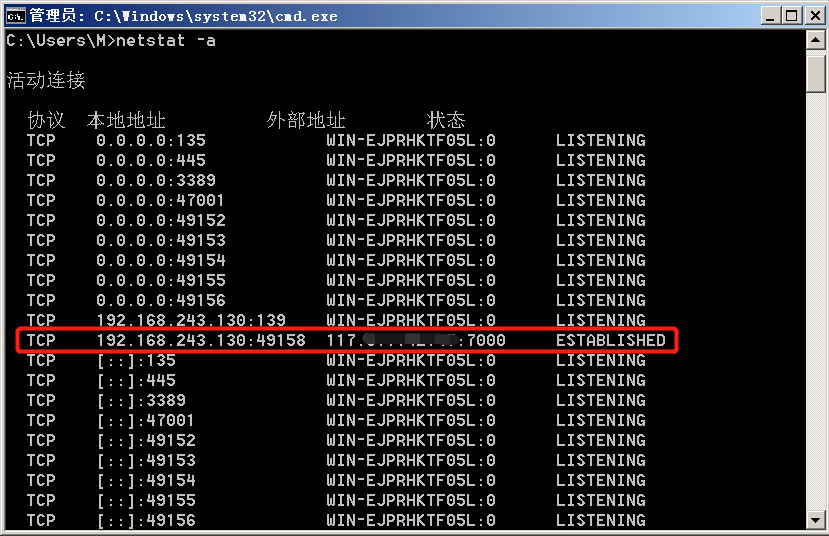 管理员: C:\Windows\system32\cmd.exe
C:\Users\M>netstat -a
活动连接
协议 本地地址 外部地址 状态
TCP 0.0.0.0:135 WIN-EJPRHKTF05L:0 LISTENING
TCP 0.0.0.0:445 WIN-EJPRHKTF05L:0 LISTENING
TCP 0.0.0.0:3389 WIN-EJPRHKTF05L:0 LISTENING
TCP 0.0.0.0:47001 WIN-EJPRHKTF05L:0 LISTENING
TCP 0.0.0.0:49152 WIN-EJPRHKTF05L:0 LISTENING
TCP 0.0.0.0:49153 WIN-EJPRHKTF05L:0 LISTENING
TCP 0.0.0.0:49154 WIN-EJPRHKTF05L:0 LISTENING
TCP 0.0.0.0:49155 WIN-EJPRHKTF05L:0 LISTENING
TCP 0.0.0.0:49156 WIN-EJPRHKTF05L:0 LISTENING
TCP 192.168.243.130:139 WIN-EJPRHKTF05L:0 LISTENING
TCP 192.168.243.130:49158 117. :7000 ESTABLISHED
TCP [::]:135 WIN-EJPRHKTF05L:0 LISTENING
TCP [::]:445 WIN-EJPRHKTF05L:0 LISTENING
TCP [::]:3389 WIN-EJPRHKTF05L:0 LISTENING
TCP [::]:47001 WIN-EJPRHKTF05L:0 LISTENING
TCP [::]:49152 WIN-EJPRHKTF05L:0 LISTENING
TCP [::]:49153 WIN-EJPRHKTF05L:0 LISTENING
TCP [::]:49154 WIN-EJPRHKTF05L:0 LISTENING
TCP [::]:49155 WIN-EJPRHKTF05L:0 LISTENING
TCP [::]:49156 WIN-EJPRHKTF05L:0 LISTENING